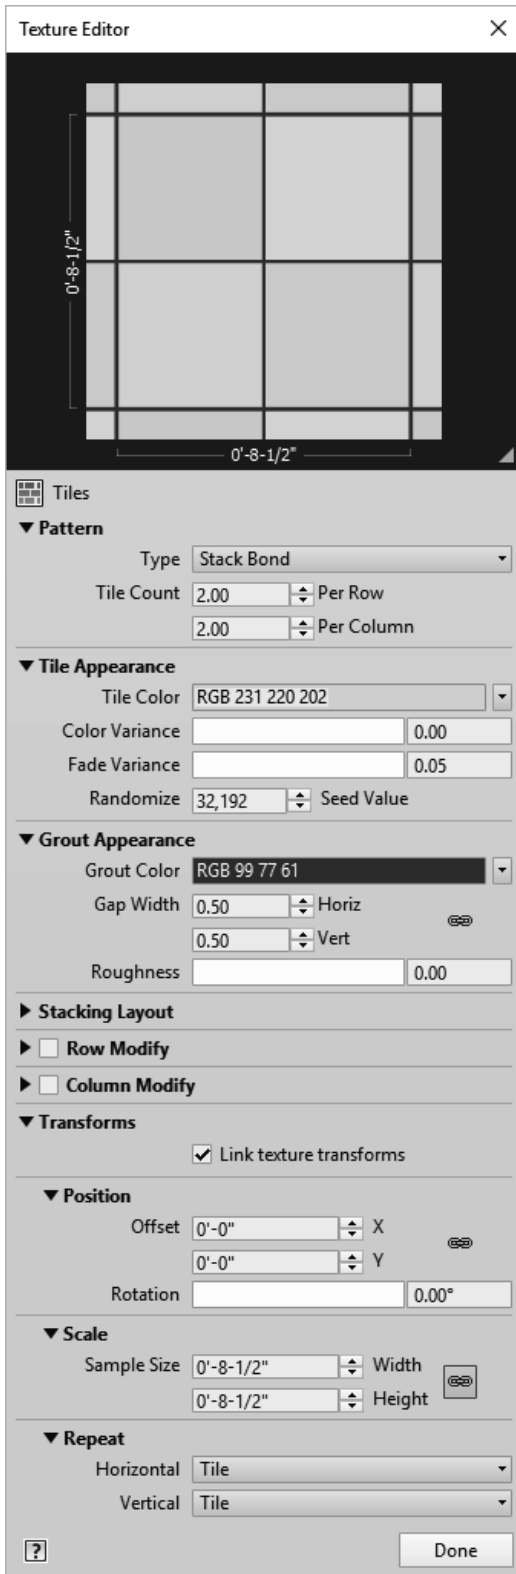 Texture Editor
0'-8-1/2"
0'-8-1/2"
Tiles
Pattern
Type Stack Bond
Tile Count 2.00 Per Row
2.00 Per Column
Tile Appearance
Tile Color RGB 231 220 202
Color Variance 0.00
Fade Variance 0.05
Randomize 32,192 Seed Value
Grout Appearance
Grout Color RGB 99 77 61
Gap Width 0.50 Horiz
0.50 Vert
Roughness 0.00
Stacking Layout
Row Modify
Column Modify
Transforms
Link texture transforms
Position
Offset 0'-0" X
0'-0" Y
Rotation 0.00°
Scale
Sample Size 0'-8-1/2" Width
0'-8-1/2" Height
Repeat
Horizontal Tile
Vertical Tile
? Done